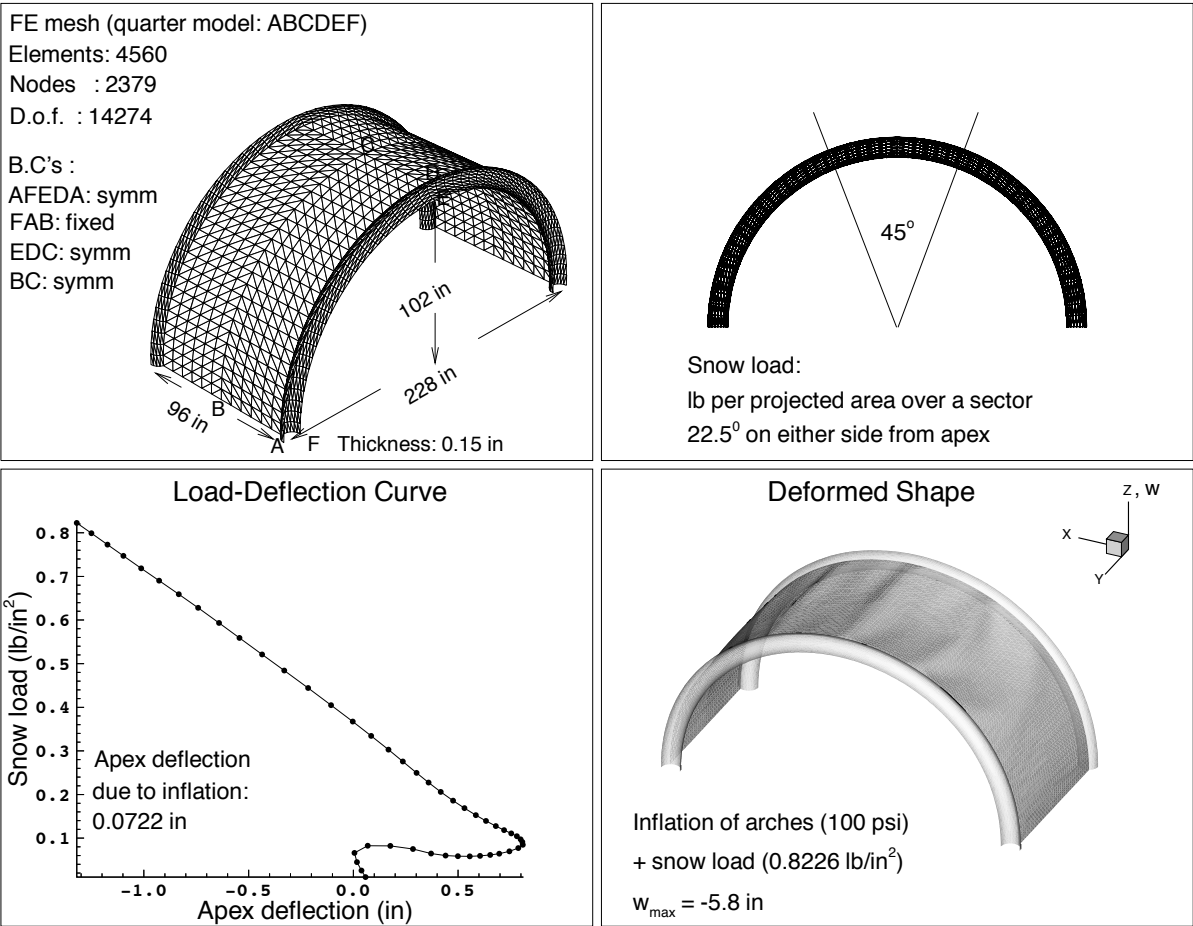 FE mesh (quarter model: ABCDEF)
Elements: 4560
Nodes : 2379
D.o.f. : 14274
B.C's :
AFEDA: symm
FAB: fixed
EDC: symm
BC: symm
C
E
102 in
228 in
96 in
B
A
F
Thickness: 0.15 in
45°
Snow load:
lb per projected area over a sector
22.5⁰ on either side from apex
Load-Deflection Curve
Snow load (lb/in²)
0.8
0.7
0.6
0.5
0.4
0.3
0.2
0.1
Apex deflection
due to inflation:
0.0722 in
-1.0
-0.5
0.0
0.5
Apex deflection (in)
Deformed Shape
Z, W
X
Y
Inflation of arches (100 psi)
+ snow load (0.8226 lb/in²)
wmax = -5.8 in